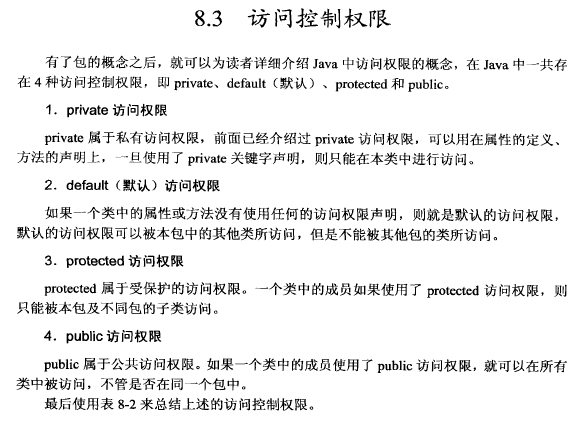 8.3 访问控制权限
有了包的概念之后，就可以为读者详细介绍 Java 中访问权限的概念，在 Java 中一共存
在 4 种访问控制权限，即 private、default（默认）、protected 和 public。
1．private 访问权限
private 属于私有访问权限，前面已经介绍过 private 访问权限，可以用在属性的定义、
方法的声明上，一旦使用了 private 关键字声明，则只能在本类中进行访问。
2．default（默认）访问权限
如果一个类中的属性或方法没有使用任何的访问权限声明，则就是默认的访问权限，
默认的访问权限可以被本包中的其他类所访问，但是不能被其他包的类所访问。
3．protected 访问权限
protected 属于受保护的访问权限。一个类中的成员如果使用了 protected 访问权限，则
只能被本包及不同包的子类访问。
4．public 访问权限
public 属于公共访问权限。如果一个类中的成员使用了 public 访问权限，就可以在所有
类中被访问，不管是否在同一个包中。
最后使用表 8-2 来总结上述的访问控制权限。